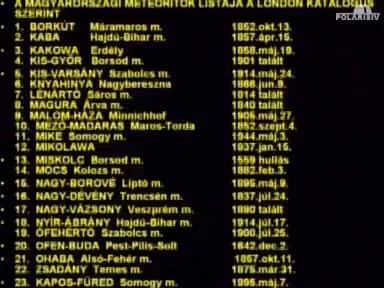 A MAGYARORSZÁGI METEORITOK LISTÁJA A LONDON KATALÓGUS
SZERINT
1. BORKÚT Máramaros m. 1852.okt.13.
2. KABA Hajdú-Bihar m. 1857.ápr.15.
3. KAKOWA Erdély 1858.máj.19.
4. KIS-GYŐR Borsod m. 1901 talált
5. KIS-VARSÁNY Szabolcs m. 1914.máj.24.
6. KNYAHINYA Nagyberezna 1866.jun.9.
7. LENÁRTÓ Sáros m. 1814 talált
8. MAGURA Árva m. 1840 talált
9. MALOM-HÁZA Minnichhof 1905.máj.27.
10. MEZŐ-MADARAS Maros-Torda 1852.szept.4.
11. MIKE Somogy m. 1944.máj.3.
12. MIKOLAWA 1937.jan.15.
13. MISKOLC Borsod m. 1559 hullás
14. MÓCS Kolozs m. 1882.feb.3.
15. NAGY-BOROVÉ Liptó m. 1895.máj.9.
16. NAGY-DÉVÉNY Trencsén m. 1837.júl.24.
17. NAGY-VÁZSONY Veszprém m. 1890 talált
18. NYÍR-ÁBRÁNY Hajdú-Bihar m. 1914.júl.17.
19. ÓFEHÉRTÓ Szabolcs m. 1900.júl.25.
20. OFEN-BUDA Pest-Pilis-Solt 1642.dec.2.
21. OHABA Alsó-Fehér m. 1857.okt.11.
22. ZSADÁNY Temes m. 1875.már.31.
23. KAPOS-FÜRED Somogy m. 1995.máj.7.
POLARISTV